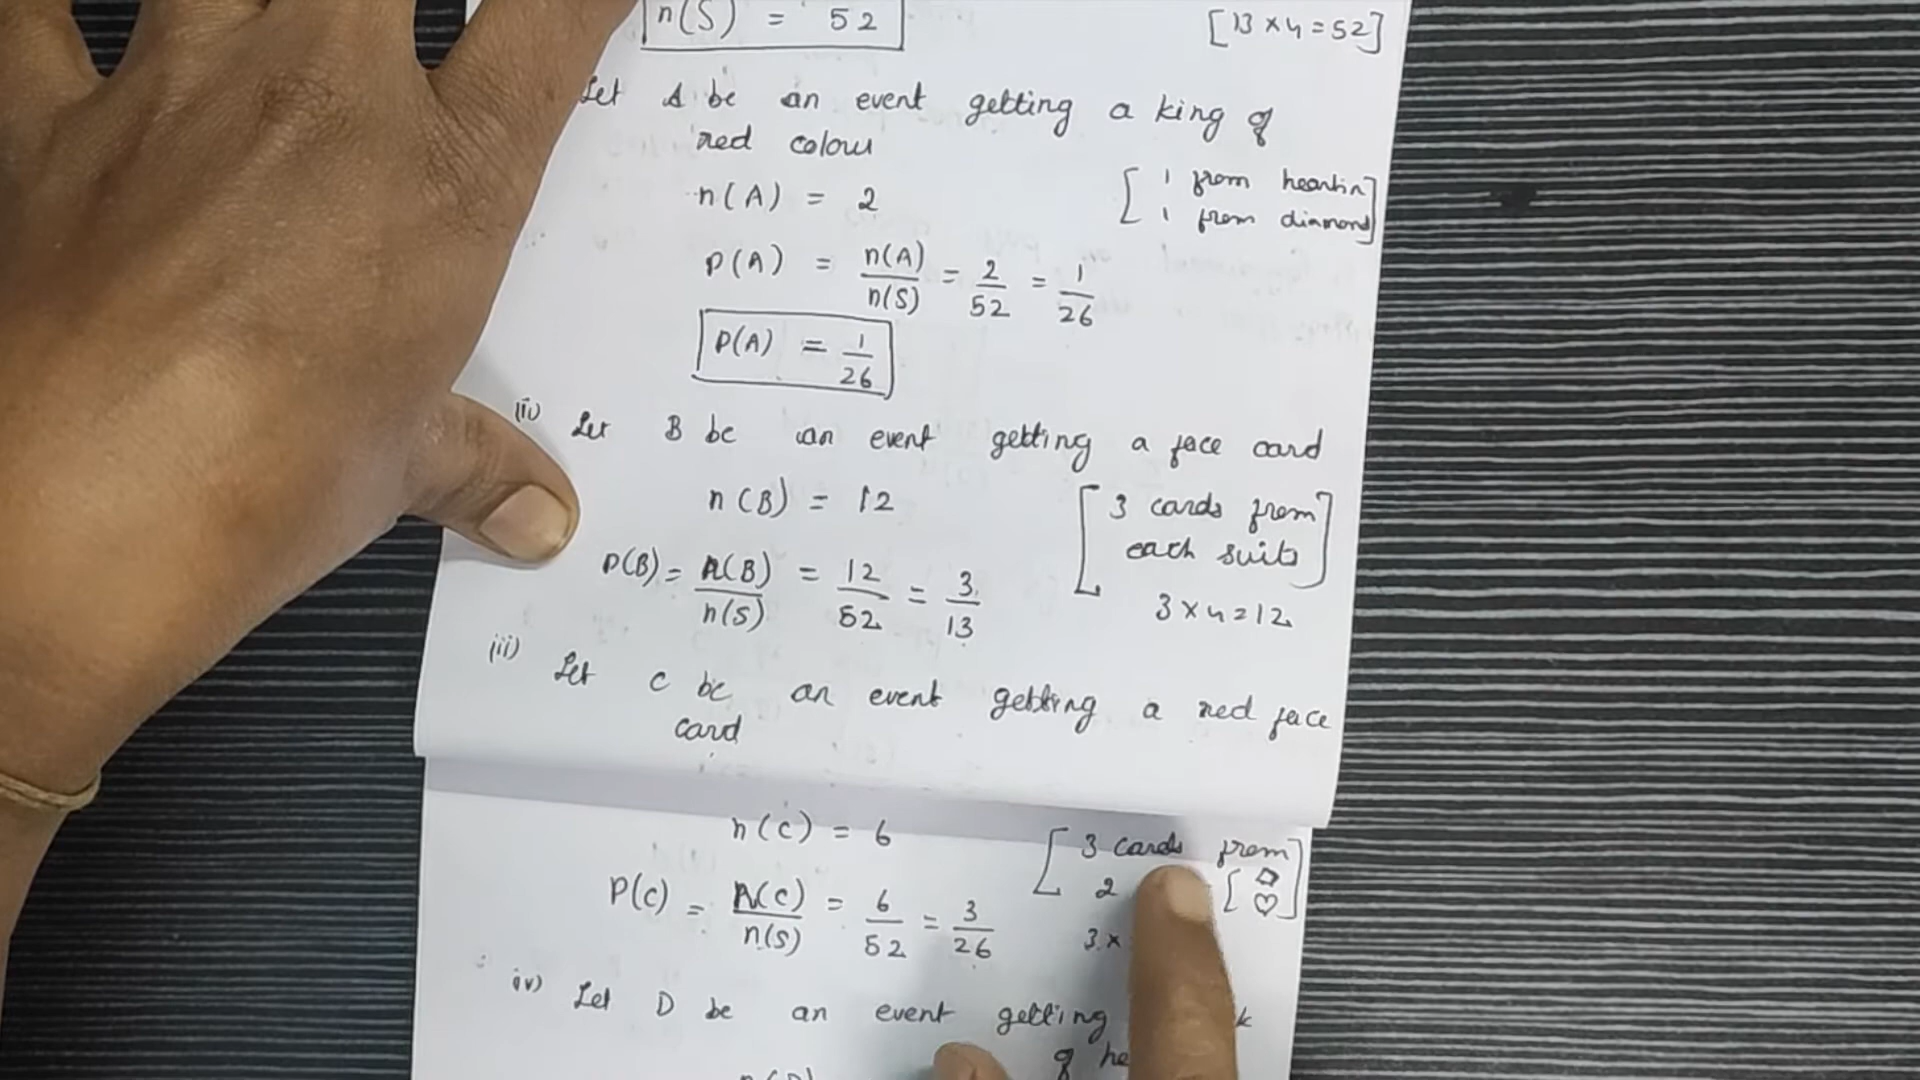 n(S) = 52 [13 × 4 = 52]
Let A be an event getting a king of
red colour
n(A) = 2 [1 from heartin
1 from diamond]
P(A) = n(A)/n(S) = 2/52 = 1/26
P(A) = 1/26
(ii) Let B be an event getting a face card
n(B) = 12 [3 cards from
each suits]
3 × 4 = 12
P(B) = n(B)/n(S) = 12/52 = 3/13
(iii) Let C be an event getting a red face
card
n(C) = 6 [3 cards from
2 [◇ ♡]]
P(C) = n(C)/n(S) = 6/52 = 3/26
3 ×
iv) Let D be an event getting
of